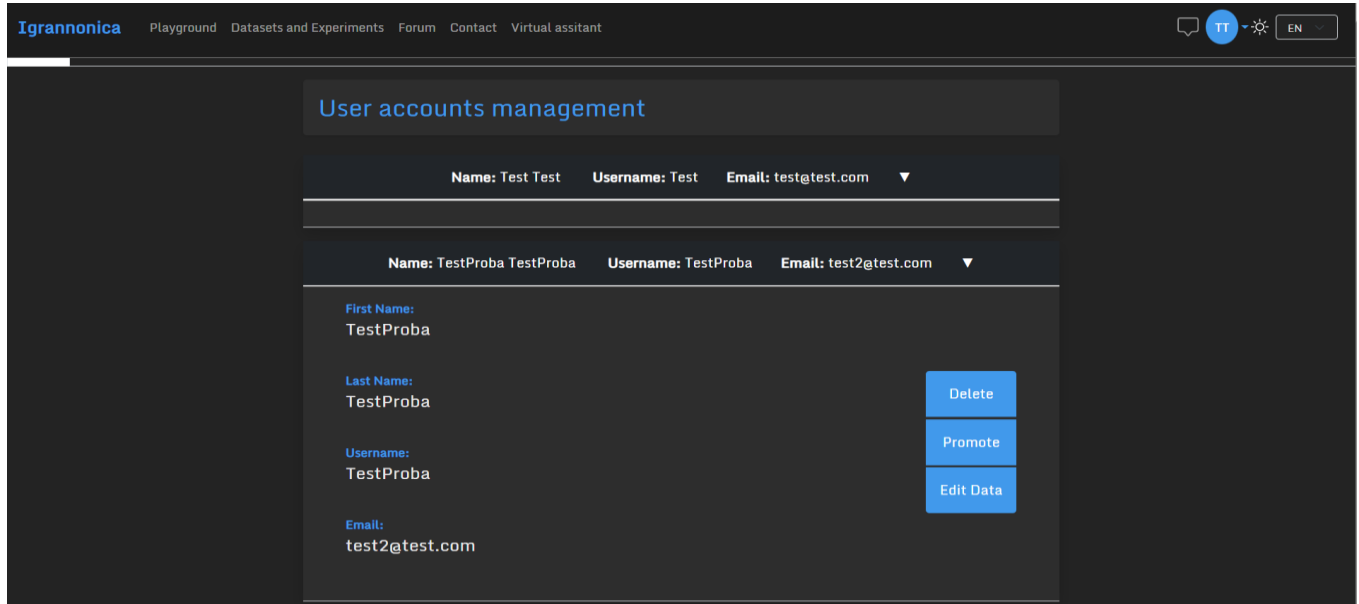 Igrannonica Playground Datasets and Experiments Forum Contact Virtual assitant TT EN
User accounts management
Name: Test Test Username: Test Email: test@test.com ▼
Name: TestProba TestProba Username: TestProba Email: test2@test.com ▼
First Name:
TestProba
Last Name:
TestProba
Delete
Promote
Username:
TestProba
Edit Data
Email:
test2@test.com